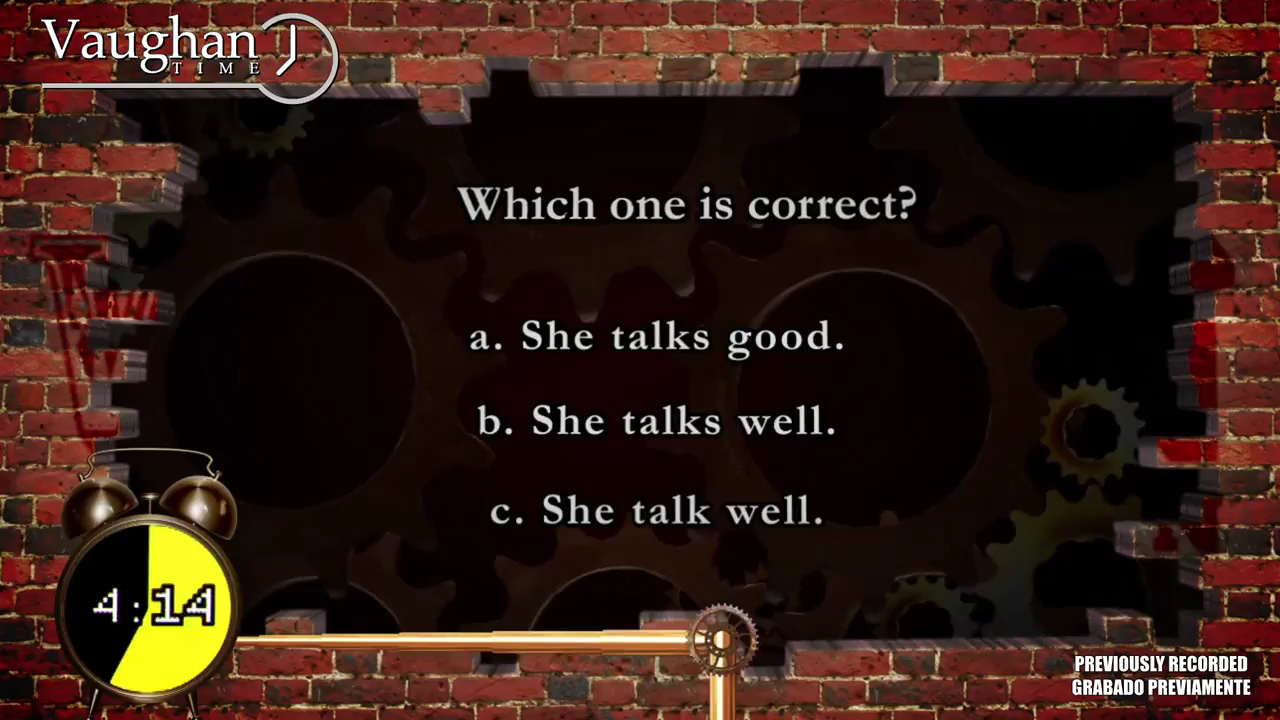 Vaughan
TIME
Which one is correct?
a. She talks good.
b. She talks well.
c. She talk well.
4:14
PREVIOUSLY RECORDED
GRABADO PREVIAMENTE